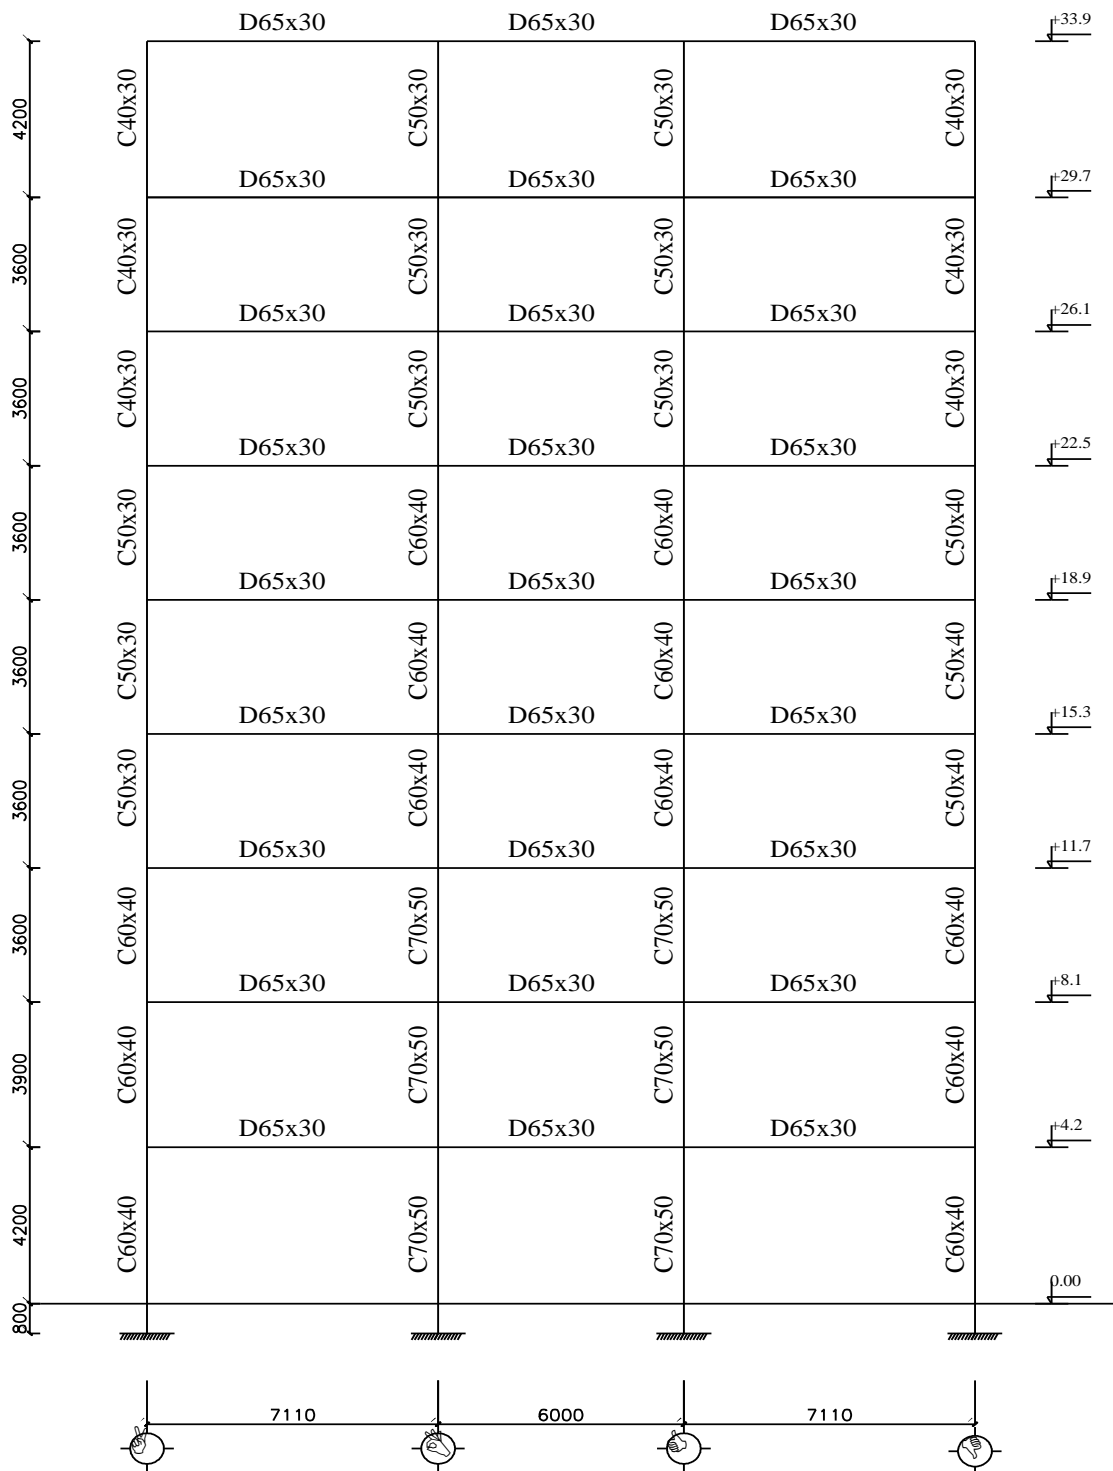 D65x30 D65x30 D65x30 +33.9
4200 C40x30 C50x30 C50x30 C40x30
D65x30 D65x30 D65x30 +29.7
3600 C40x30 C50x30 C50x30 C40x30
D65x30 D65x30 D65x30 +26.1
3600 C40x30 C50x30 C50x30 C40x30
D65x30 D65x30 D65x30 +22.5
3600 C50x30 C60x40 C60x40 C50x40
D65x30 D65x30 D65x30 +18.9
3600 C50x30 C60x40 C60x40 C50x40
D65x30 D65x30 D65x30 +15.3
3600 C50x30 C60x40 C60x40 C50x40
D65x30 D65x30 D65x30 +11.7
3600 C60x40 C70x50 C70x50 C60x40
D65x30 D65x30 D65x30 +8.1
3900 C60x40 C70x50 C70x50 C60x40
D65x30 D65x30 D65x30 +4.2
4200 C60x40 C70x50 C70x50 C60x40
0.00
800
7110 6000 7110